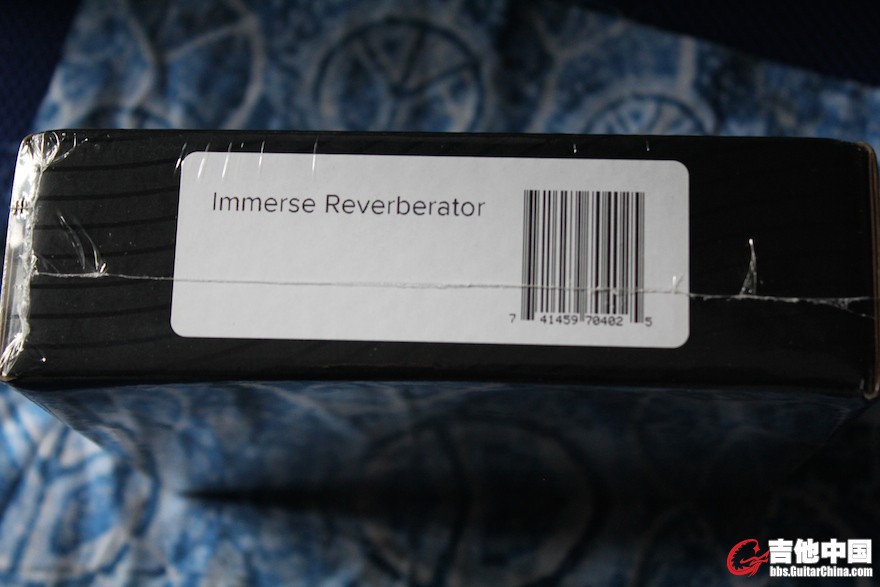 Immerse Reverberator
7 41459 70402 5
吉他中国
bbs.GuitarChina.com